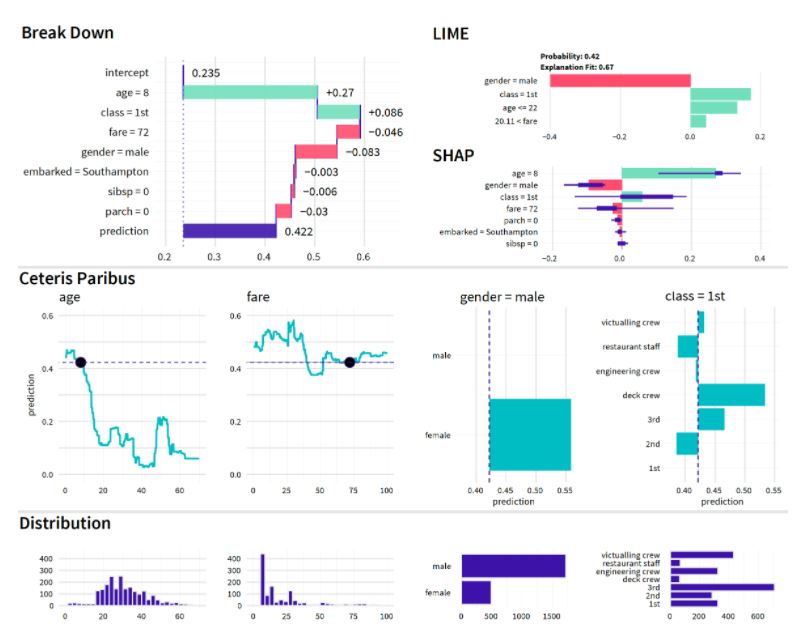 Break Down
intercept 0.235
age = 8 +0.27
class = 1st +0.086
fare = 72 −0.046
gender = male −0.083
embarked = Southampton −0.003
sibsp = 0 −0.006
parch = 0 −0.03
prediction 0.422
0.2 0.3 0.4 0.5 0.6
LIME
Probability: 0.42
Explanation Fit: 0.67
gender = male
class = 1st
age <= 22
20.11 < fare
−0.4 −0.2 0.0 0.2
SHAP
age = 8
gender = male
class = 1st
fare = 72
parch = 0
embarked = Southampton
sibsp = 0
−0.2 0.0 0.2 0.4
Ceteris Paribus
age
0.6
0.4
0.2
0.0
prediction
0 20 40 60
fare
0.6
0.4
0.2
0.0
0 25 50 75 100
gender = male
male
female
0.40 0.45 0.50 0.55
prediction
class = 1st
victualling crew
restaurant staff
engineering crew
deck crew
3rd
2nd
1st
0.40 0.45 0.50 0.55
prediction
Distribution
400
300
200
100
0
0 20 40 60
400
300
200
100
0
0 25 50 75 100
male
female
0 500 1000 1500
victualling crew
restaurant staff
engineering crew
deck crew
3rd
2nd
1st
0 200 400 600